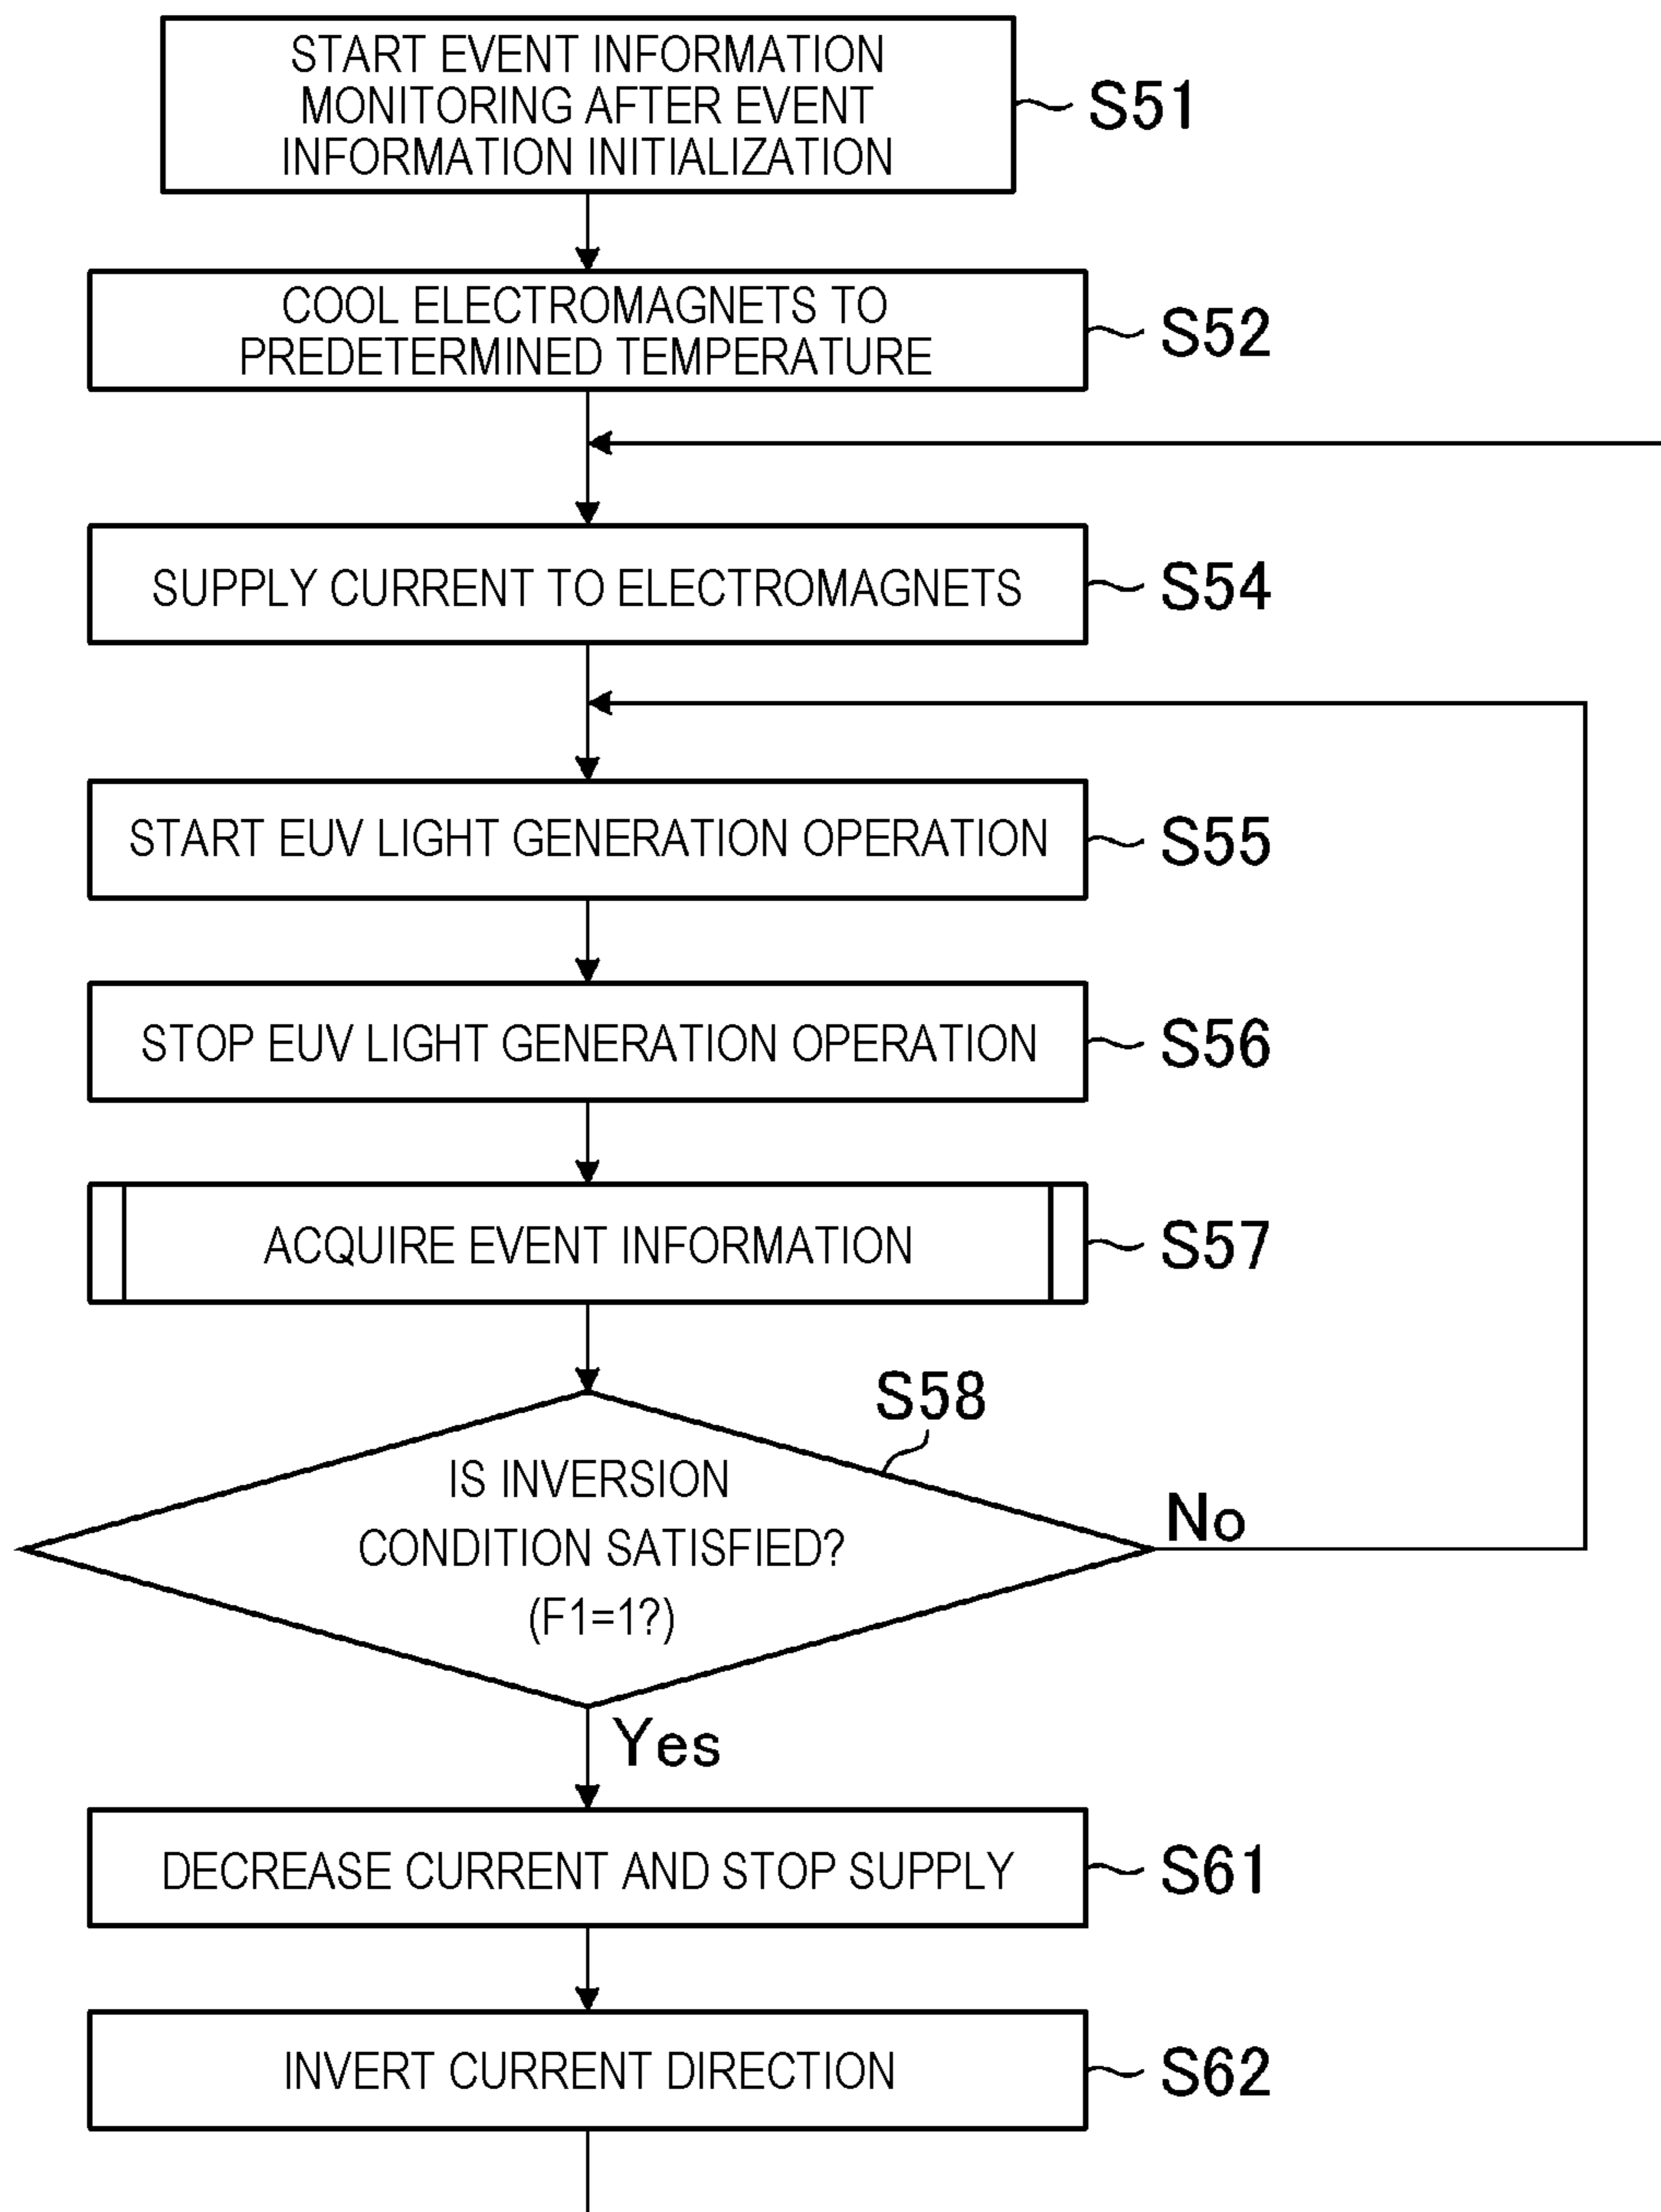 START EVENT INFORMATION
MONITORING AFTER EVENT
INFORMATION INITIALIZATION
S51
COOL ELECTROMAGNETS TO
PREDETERMINED TEMPERATURE
S52
SUPPLY CURRENT TO ELECTROMAGNETS
S54
START EUV LIGHT GENERATION OPERATION
S55
STOP EUV LIGHT GENERATION OPERATION
S56
ACQUIRE EVENT INFORMATION
S57
S58
IS INVERSION
CONDITION SATISFIED?
(F1=1?)
No
Yes
DECREASE CURRENT AND STOP SUPPLY
S61
INVERT CURRENT DIRECTION
S62